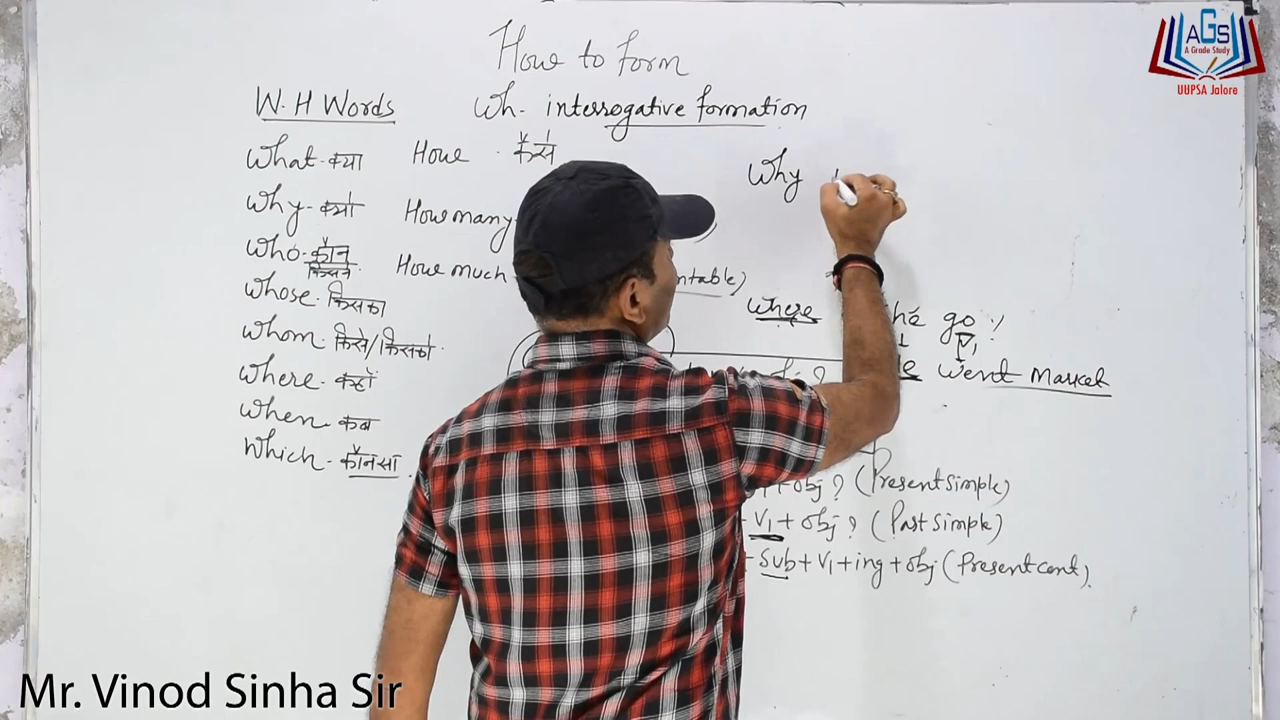 How to form
W.H Words
Wh- interrogative formation
What - क्या
How - कैसे
Why
Why - क्यों
How many
Who - कौन
किसने
How much
ntable)
Whose - किसका
where he go ?
V1
Whom - किसे/किसको
obj ?
went market
Where - कहाँ
When - कब
Which - कौनसा
+ obj ? (Present simple)
- V1 + obj ? (Past simple)
- Sub + V1 + ing + obj (Present cont).
AGS
A Grade Study
UUPSA Jalore
Mr. Vinod Sinha Sir